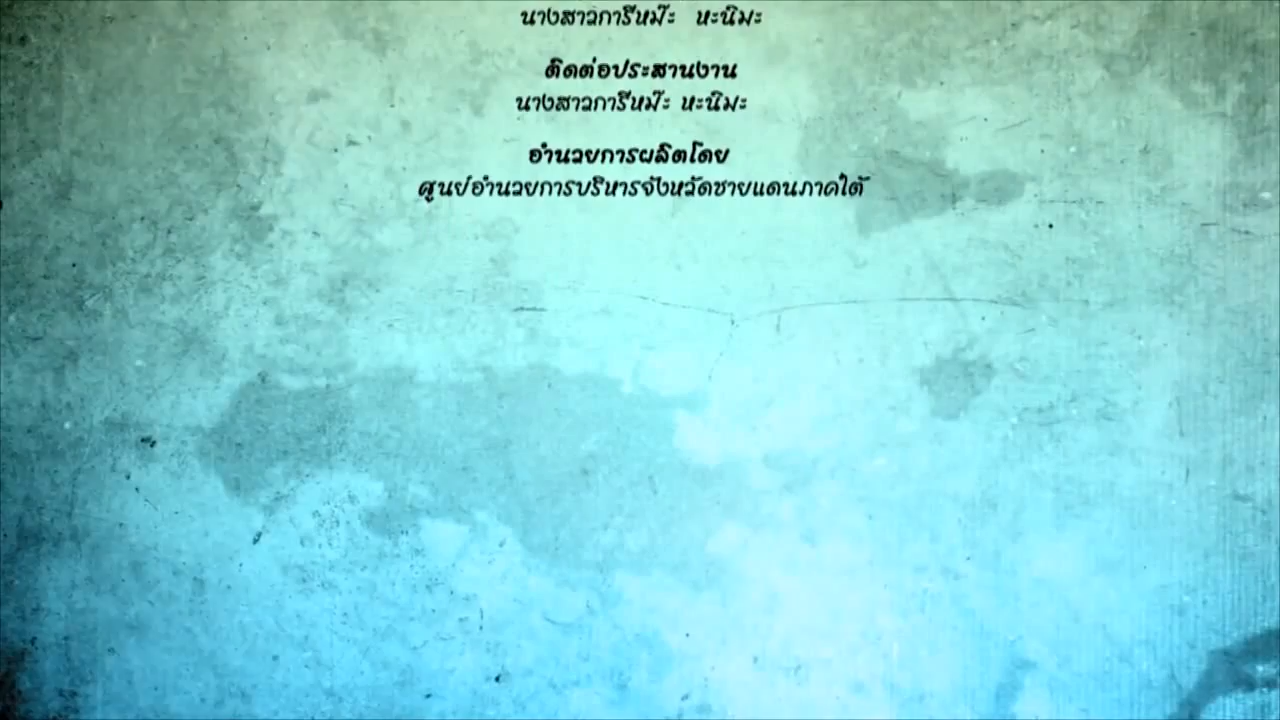 นางสาวการีหม๊ะ หะนิมะ
ติดต่อประสานงาน
นางสาวการีหม๊ะ หะนิมะ
อำนวยการผลิตโดย
ศูนย์อำนวยการบริหารจังหวัดชายแดนภาคใต้